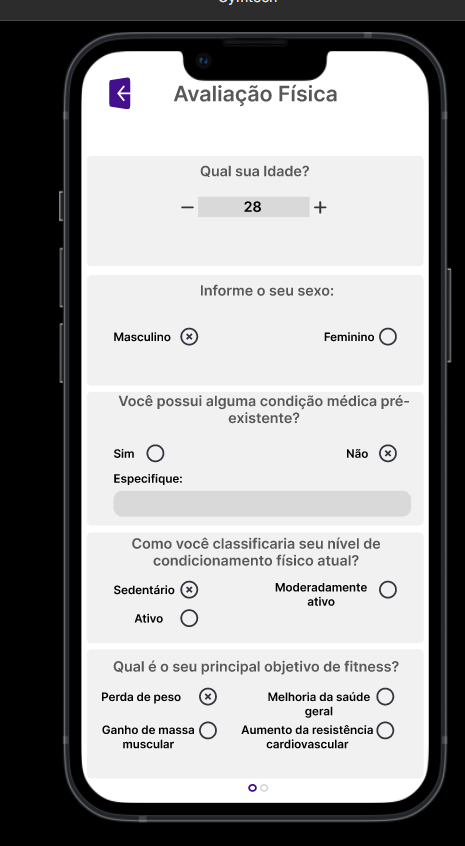 Avaliação Física
Qual sua Idade?
− 28 +
Informe o seu sexo:
Masculino
Feminino
Você possui alguma condição médica pré-
existente?
Sim
Não
Especifique:
Como você classificaria seu nível de
condicionamento físico atual?
Sedentário
Moderadamente
ativo
Ativo
Qual é o seu principal objetivo de fitness?
Perda de peso
Melhoria da saúde
geral
Ganho de massa
muscular
Aumento da resistência
cardiovascular